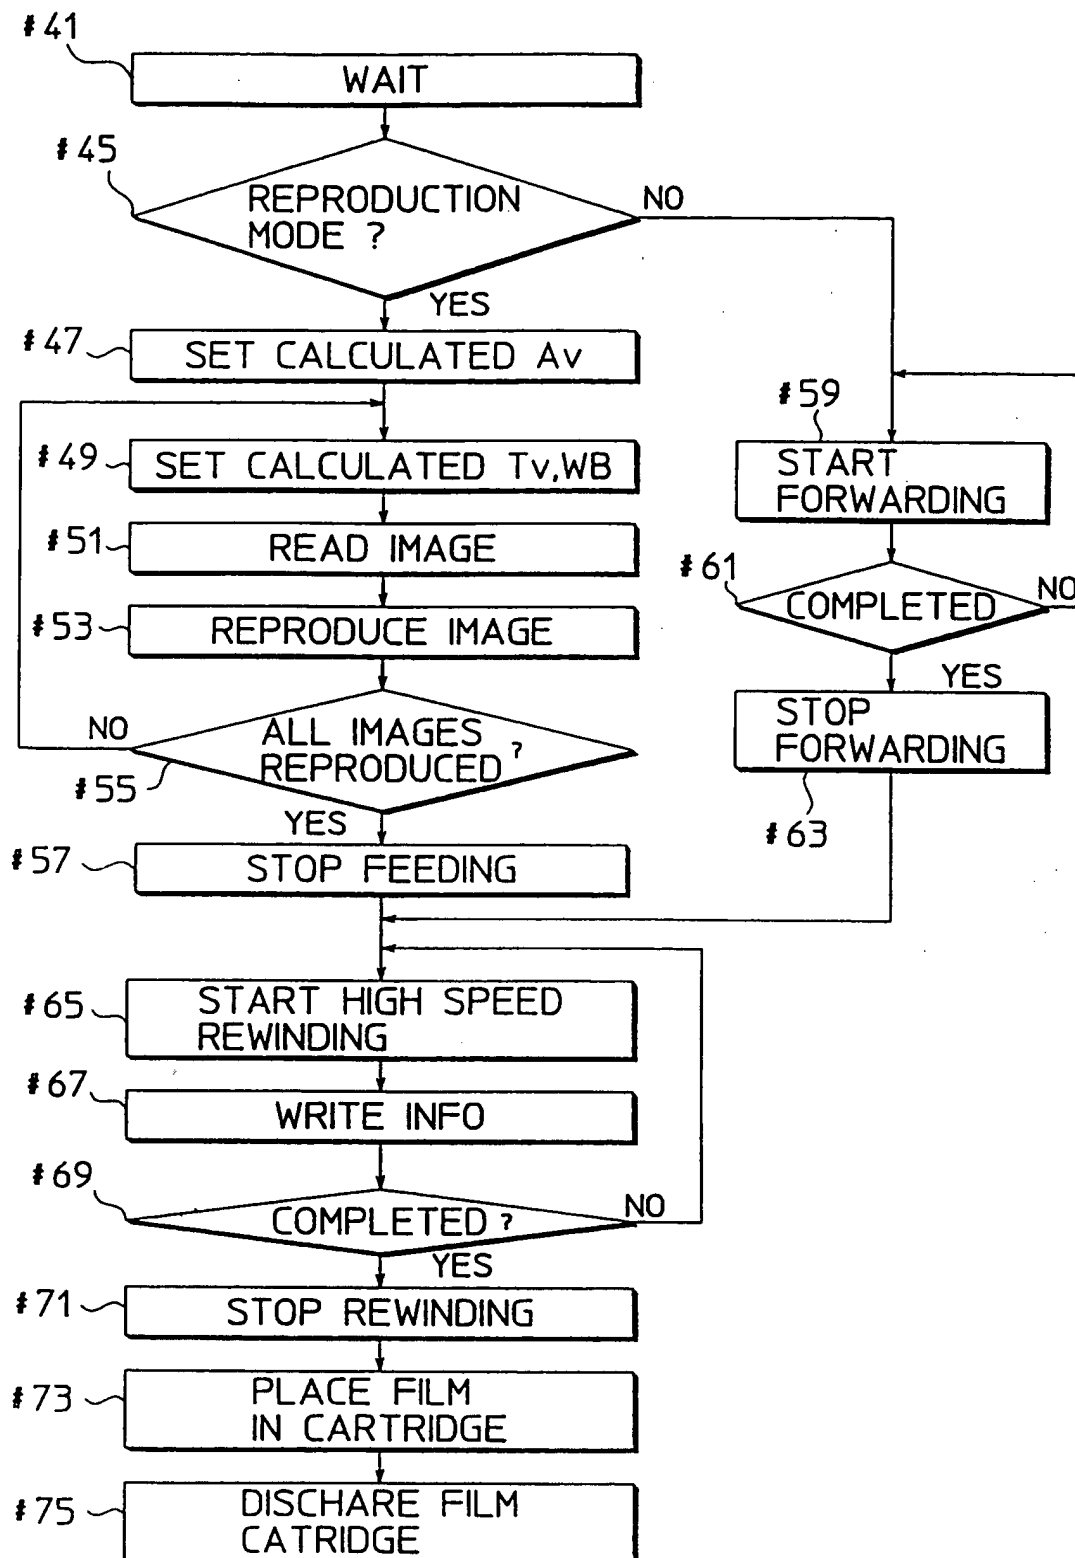 #41
WAIT
#45
REPRODUCTION
MODE ?
NO
YES
#47
SET CALCULATED Av
#59
#49
SET CALCULATED Tv,WB
START
FORWARDING
#51
READ IMAGE
#61
COMPLETED
NO
#53
REPRODUCE IMAGE
YES
STOP
FORWARDING
NO
ALL IMAGES
REPRODUCED ?
#55
#63
YES
#57
STOP FEEDING
#65
START HIGH SPEED
REWINDING
#67
WRITE INFO
#69
COMPLETED ?
NO
YES
#71
STOP REWINDING
#73
PLACE FILM
IN CARTRIDGE
#75
DISCHARE FILM
CATRIDGE